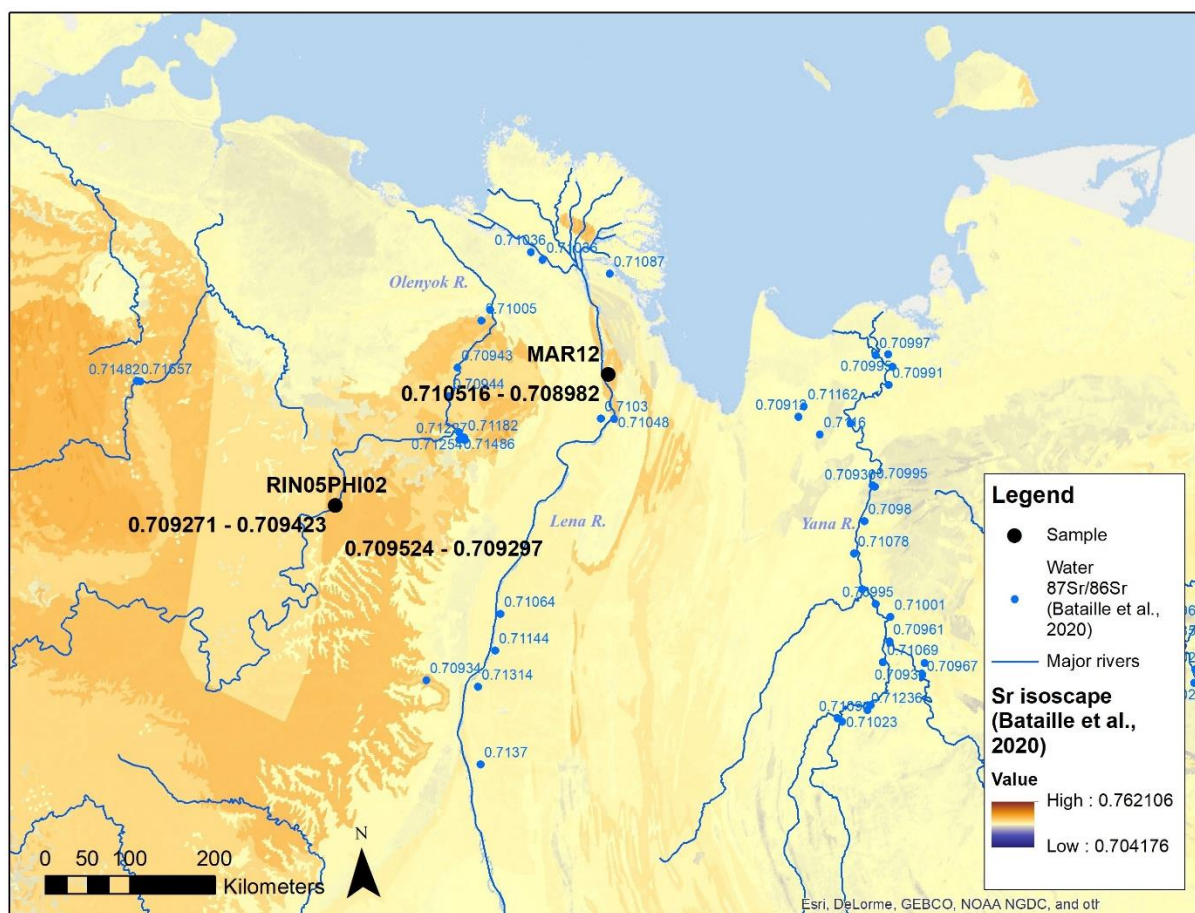 0.71036
0.71036
0.71087
Olenyok R.
0.71005
MAR12
0.70943
0.70997
0.70995
0.70991
0.71482
0.71657
0.70944
0.710516 - 0.708982
0.71162
0.70912
0.7103
0.71048
0.7116
0.71182
0.71254
0.71486
RIN05PHI02
0.70995
0.709271 - 0.709423
Lena R.
0.7098
Yana R.
0.709524 - 0.709297
0.71078
0.71064
0.71001
0.70961
0.71144
0.71069
0.70967
0.70934
0.71314
0.71236
0.71023
0.7137
Legend
Sample
Water
87Sr/86Sr
(Bataille et al.,
2020)
Major rivers
Sr isoscape
(Bataille et al.,
2020)
Value
High : 0.762106
Low : 0.704176
N
0 50 100 200
Kilometers
Esri, DeLorme, GEBCO, NOAA NGDC, and oth